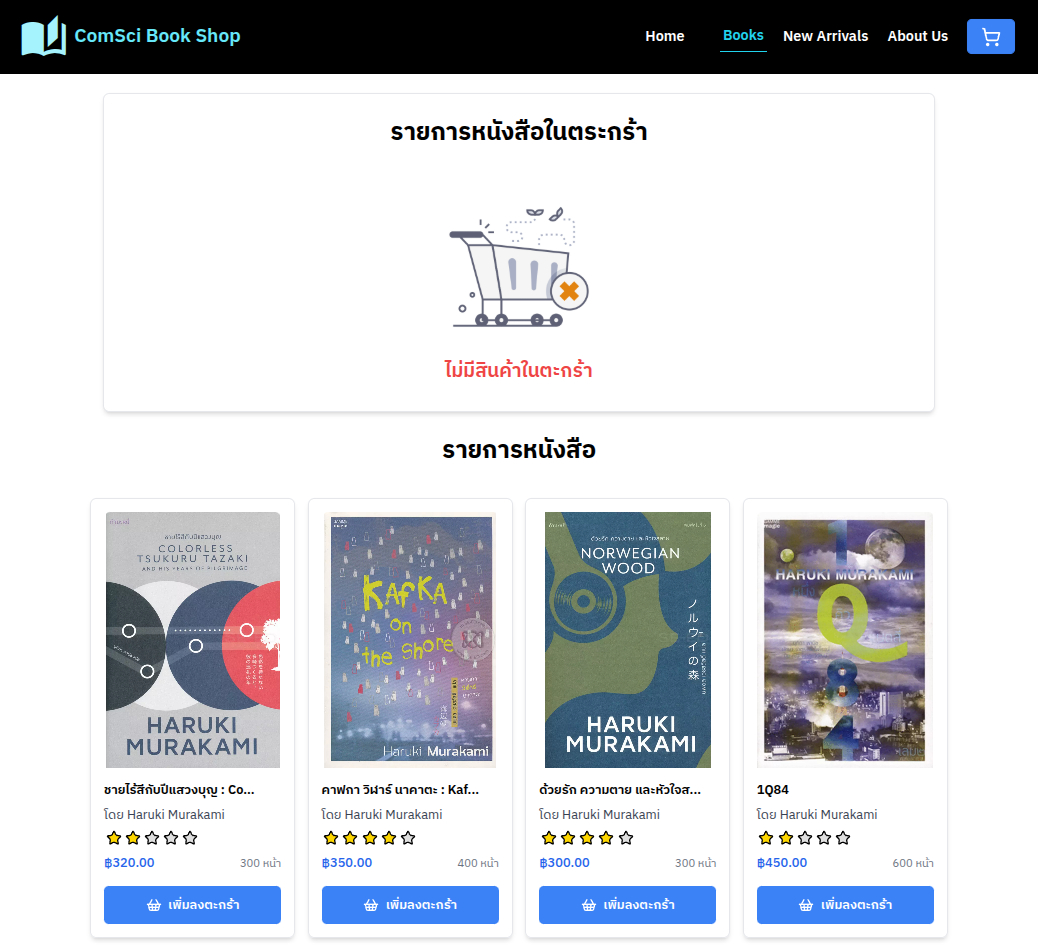 ComSci Book Shop
Home Books New Arrivals About Us
รายการหนังสือในตระกร้า
ไม่มีสินค้าในตะกร้า
รายการหนังสือ
COLORLESS
TSUKURU TAZAKI
AND HIS YEARS OF PILGRIMAGE
HARUKI
MURAKAMI
KAFKA
on
the Shore
Haruki Murakami
NORWEGIAN
WOOD
ノルウェイの森
HARUKI
MURAKAMI
HARUKI MURAKAMI
1
Q
8
ชายไร้สีกับปีแสวงบุญ : Co...
โดย Haruki Murakami
฿320.00 300 หน้า
เพิ่มลงตะกร้า
คาฟกา วิฬาร์ นาคาตะ : Kaf...
โดย Haruki Murakami
฿350.00 400 หน้า
เพิ่มลงตะกร้า
ด้วยรัก ความตาย และหัวใจส...
โดย Haruki Murakami
฿300.00 300 หน้า
เพิ่มลงตะกร้า
1Q84
โดย Haruki Murakami
฿450.00 600 หน้า
เพิ่มลงตะกร้า